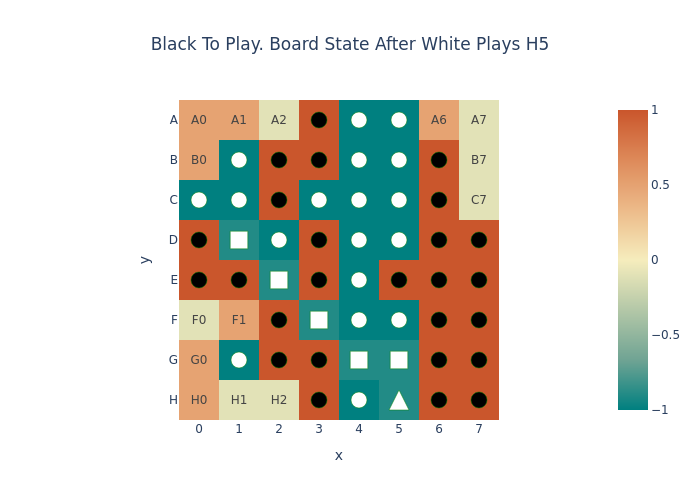 Black To Play. Board State After White Plays H5
A A0 A1 A2 A6 A7
B B0 B7
C C7
D
E
F F0 F1
G G0
H H0 H1 H2
0 1 2 3 4 5 6 7
x
y
1
0.5
0
−0.5
−1